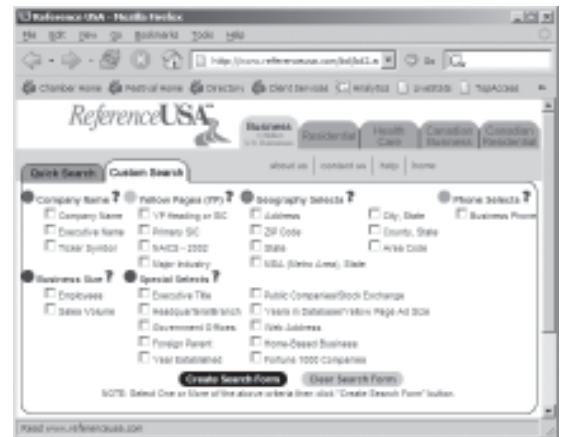 ReferenceUSA - Mozilla Firefox
File Edit View Go Bookmarks Tools Help
Go
Chamber Home Festival Home Directory Client Services Analytics LiveStats TopAccess
ReferenceUSA
Business Residential Health Care Canadian Business Canadian Residential
U.S. Businesses
about us | contact us | help | home
Quick Search Custom Search
Company Name ? Yellow Pages (YP) ? Geography Selects ? Phone Selects ?
Company Name YP Heading or SIC Address City, State Business Phone
Executive Name Primary SIC ZIP Code County, State
Ticker Symbol NAICS - 2002 State Area Code
Major Industry MSA (Metro Area), State
Business Size ? Special Selects ?
Employees Executive Title Public Companies/Stock Exchange
Sales Volume Headquarters/Branch Years in Database/Yellow Page Ad Size
Government Offices Web Address
Foreign Parent Home-Based Business
Year Established Fortune 1000 Companies
Create Search Form Clear Search Form
NOTE: Select One or More of the above criteria then click "Create Search Form" button.
Read www.referenceusa.com